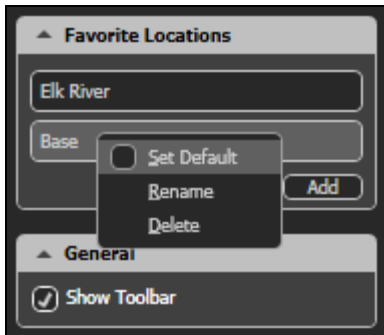 Favorite Locations
Elk River
Base
Set Default
Rename
Add
Delete
General
Show Toolbar